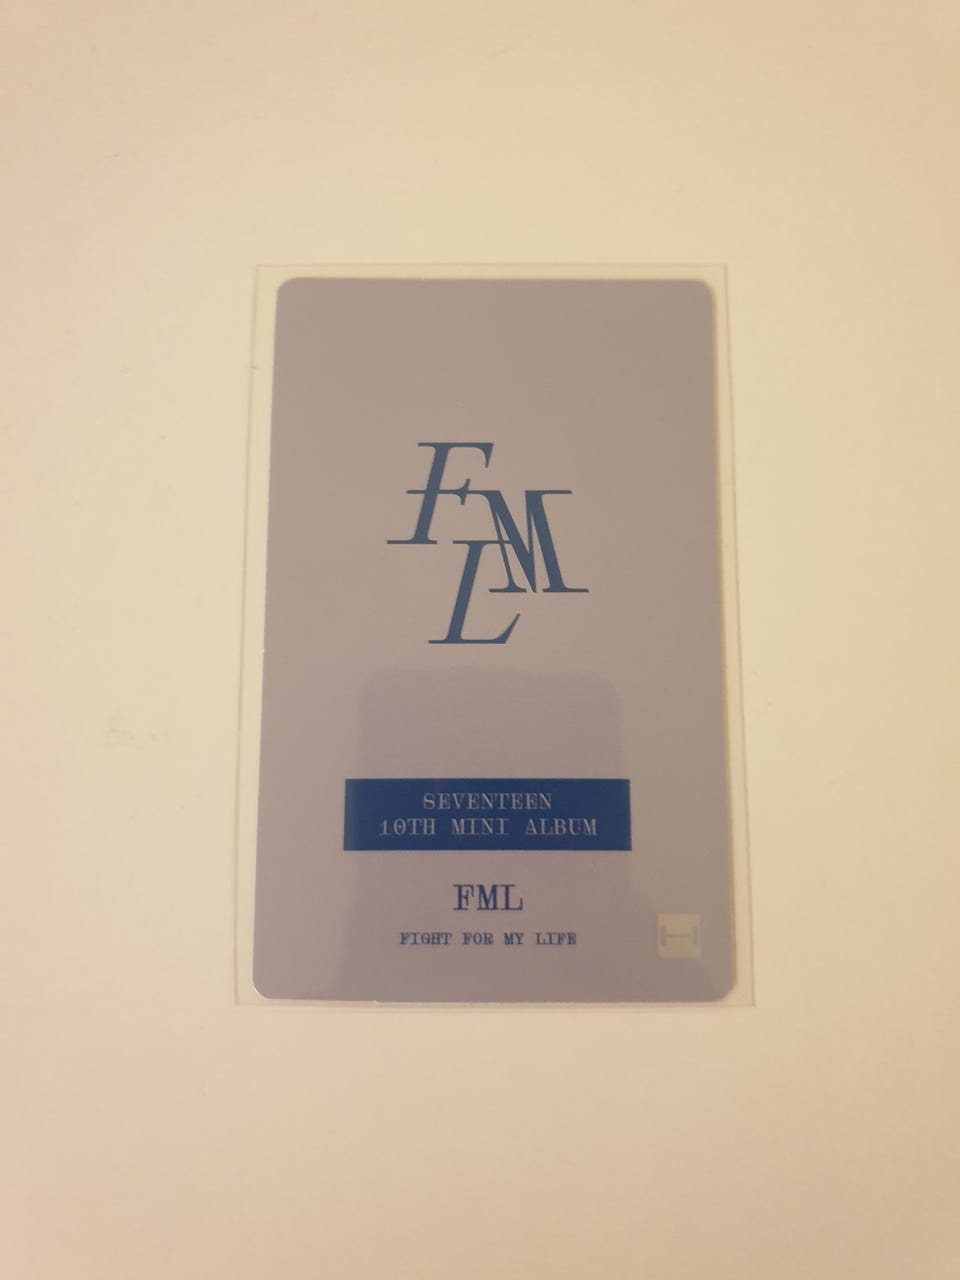 FML
SEVENTEEN
10TH MINI ALBUM
FML
FIGHT FOR MY LIFE